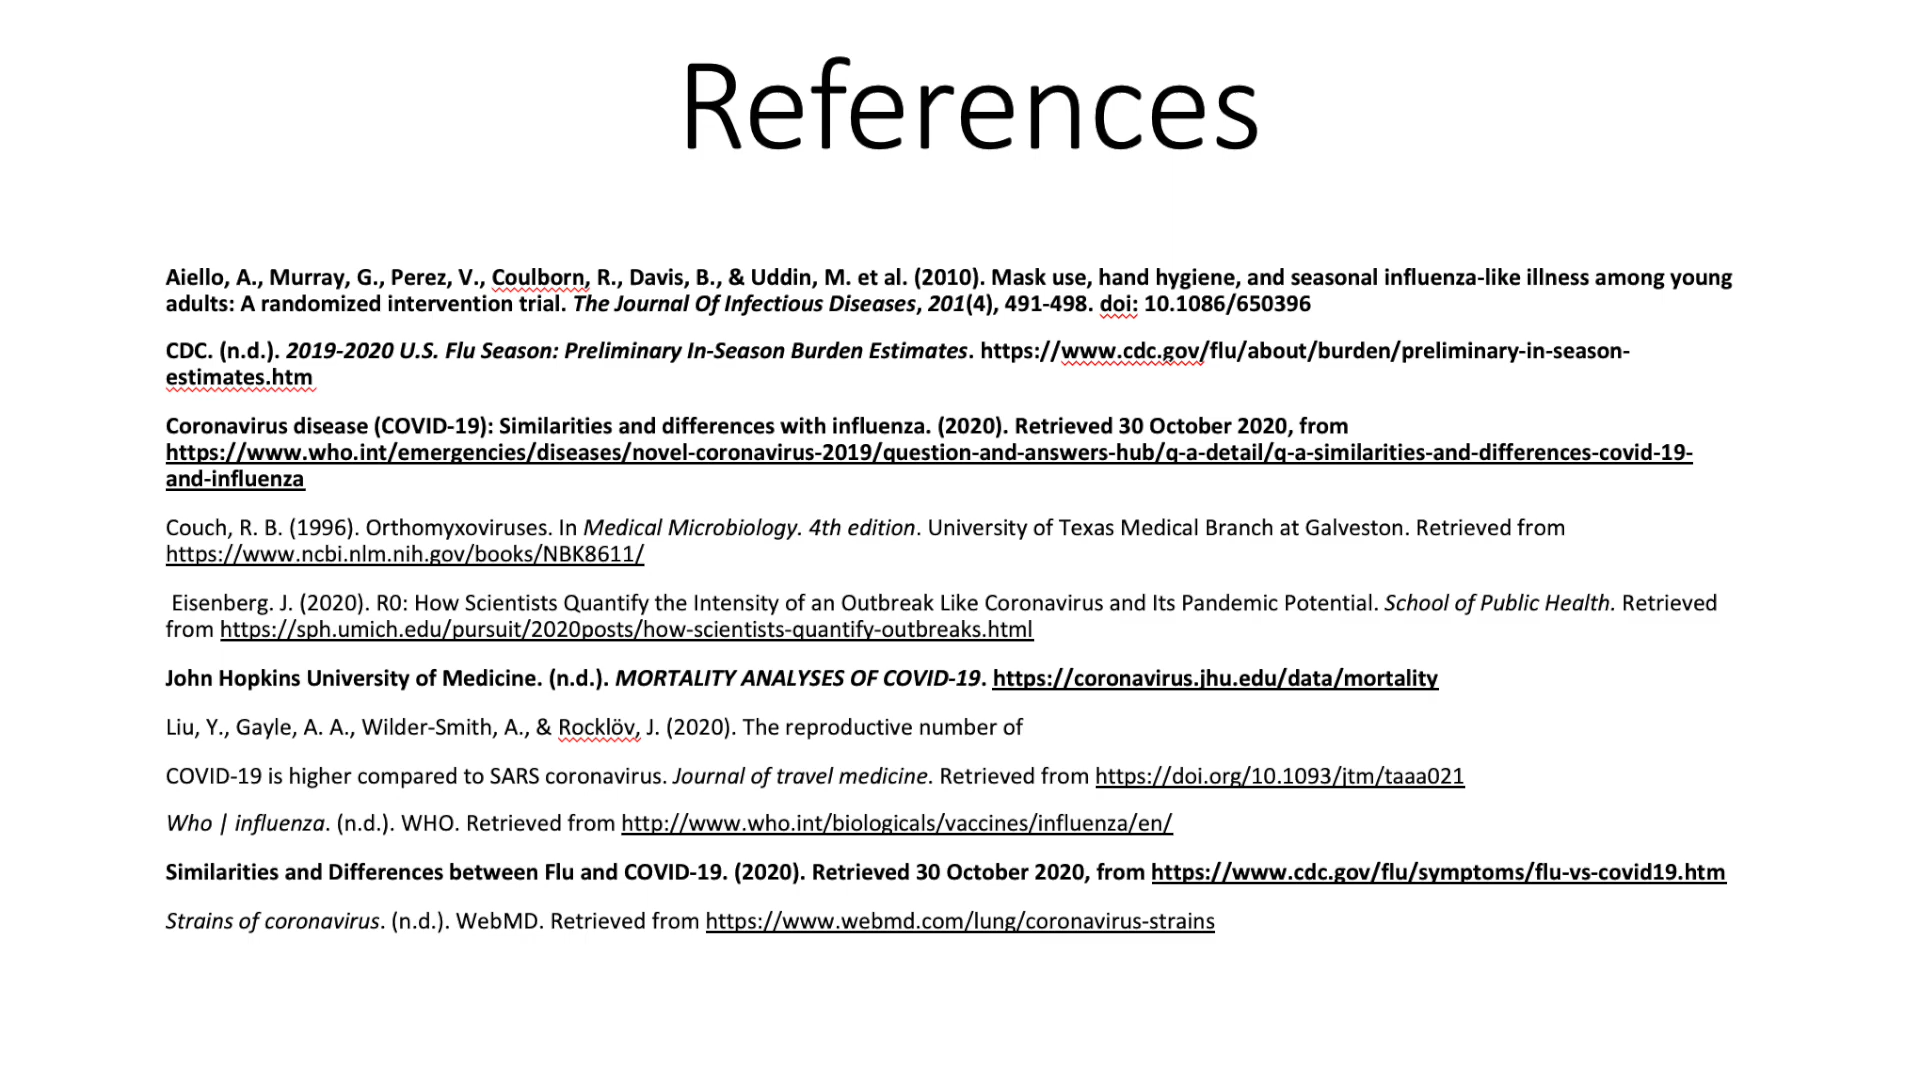 References
Aiello, A., Murray, G., Perez, V., Coulborn, R., Davis, B., & Uddin, M. et al. (2010). Mask use, hand hygiene, and seasonal influenza-like illness among young
adults: A randomized intervention trial. The Journal Of Infectious Diseases, 201(4), 491-498. doi: 10.1086/650396
CDC. (n.d.). 2019-2020 U.S. Flu Season: Preliminary In-Season Burden Estimates. https://www.cdc.gov/flu/about/burden/preliminary-in-season-
estimates.htm
Coronavirus disease (COVID-19): Similarities and differences with influenza. (2020). Retrieved 30 October 2020, from
https://www.who.int/emergencies/diseases/novel-coronavirus-2019/question-and-answers-hub/q-a-detail/q-a-similarities-and-differences-covid-19-
and-influenza
Couch, R. B. (1996). Orthomyxoviruses. In Medical Microbiology. 4th edition. University of Texas Medical Branch at Galveston. Retrieved from
https://www.ncbi.nlm.nih.gov/books/NBK8611/
Eisenberg. J. (2020). R0: How Scientists Quantify the Intensity of an Outbreak Like Coronavirus and Its Pandemic Potential. School of Public Health. Retrieved
from https://sph.umich.edu/pursuit/2020posts/how-scientists-quantify-outbreaks.html
John Hopkins University of Medicine. (n.d.). MORTALITY ANALYSES OF COVID-19. https://coronavirus.jhu.edu/data/mortality
Liu, Y., Gayle, A. A., Wilder-Smith, A., & Rocklöv, J. (2020). The reproductive number of
COVID-19 is higher compared to SARS coronavirus. Journal of travel medicine. Retrieved from https://doi.org/10.1093/jtm/taaa021
Who | influenza. (n.d.). WHO. Retrieved from http://www.who.int/biologicals/vaccines/influenza/en/
Similarities and Differences between Flu and COVID-19. (2020). Retrieved 30 October 2020, from https://www.cdc.gov/flu/symptoms/flu-vs-covid19.htm
Strains of coronavirus. (n.d.). WebMD. Retrieved from https://www.webmd.com/lung/coronavirus-strains